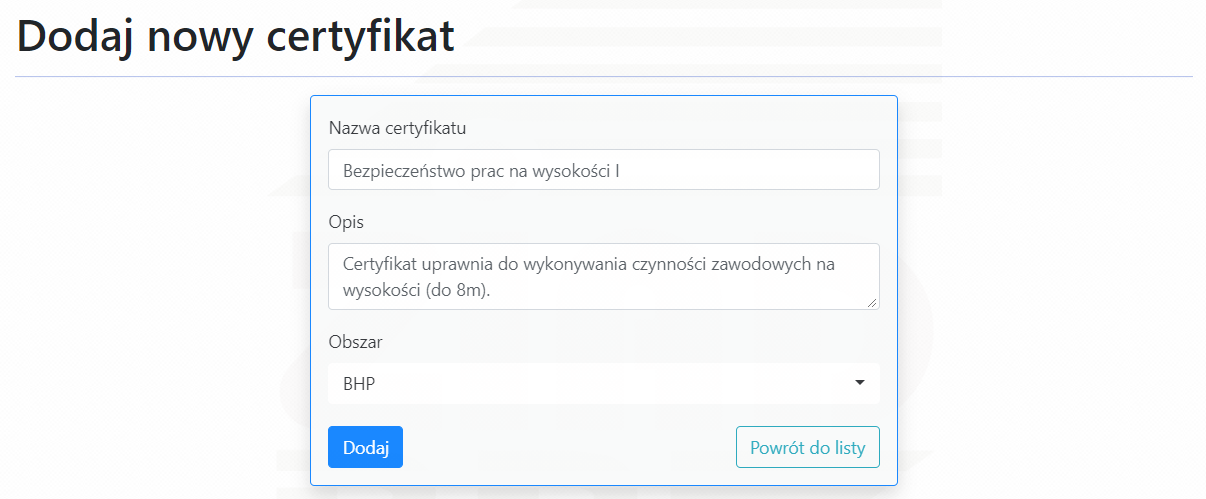 Dodaj nowy certyfikat
Nazwa certyfikatu
Bezpieczeństwo prac na wysokości I
Opis
Certyfikat uprawnia do wykonywania czynności zawodowych na
wysokości (do 8m).
Obszar
BHP
Dodaj
Powrót do listy